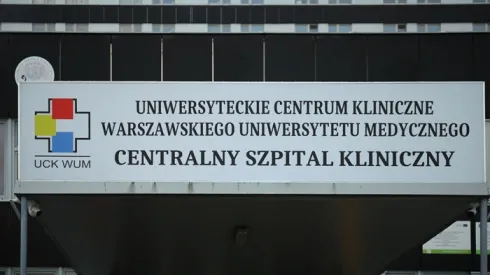 UNIWERSYTECKIE CENTRUM KLINICZNE
WARSZAWSKIEGO UNIWERSYTETU MEDYCZNEGO
CENTRALNY SZPITAL KLINICZNY
UCK WUM